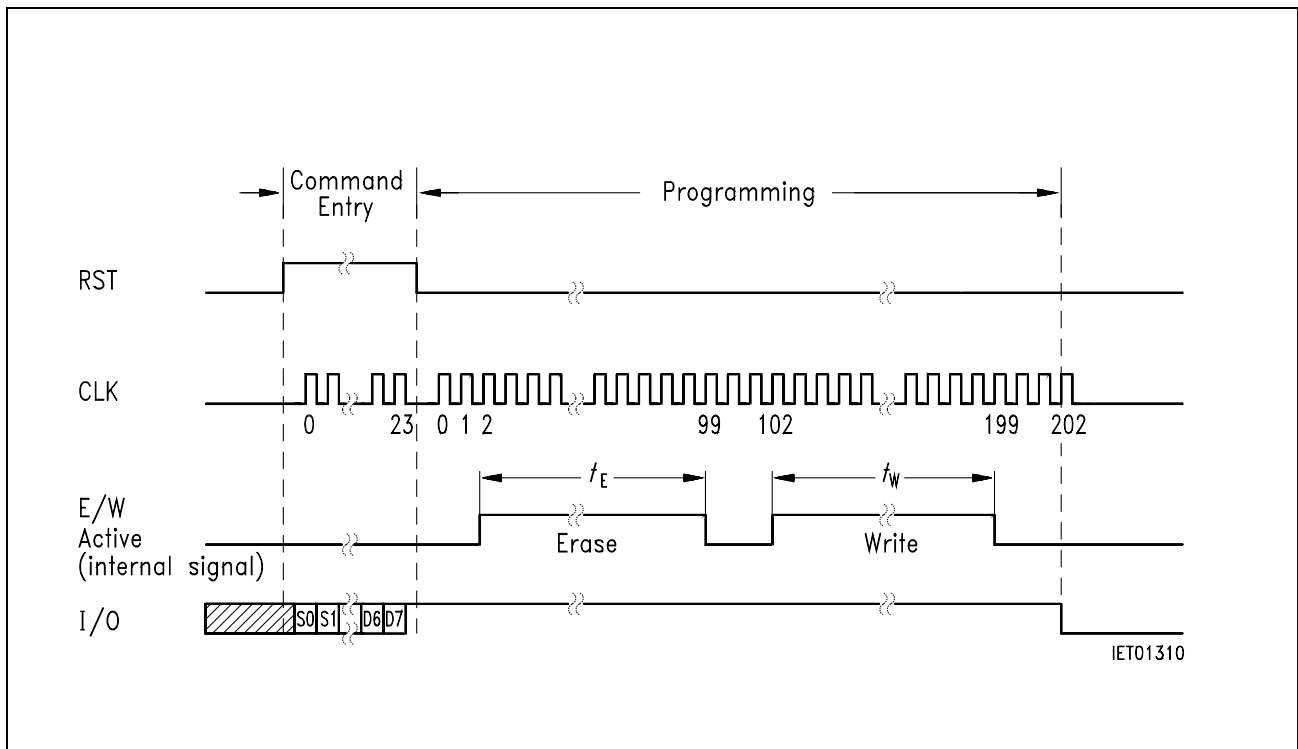 Command
Entry
Programming
RST
CLK
0 23 0 1 2 99 102 199 202
tE tW
E/W
Active
(internal signal)
Erase Write
I/O
S0 S1 D6 D7
IET01310